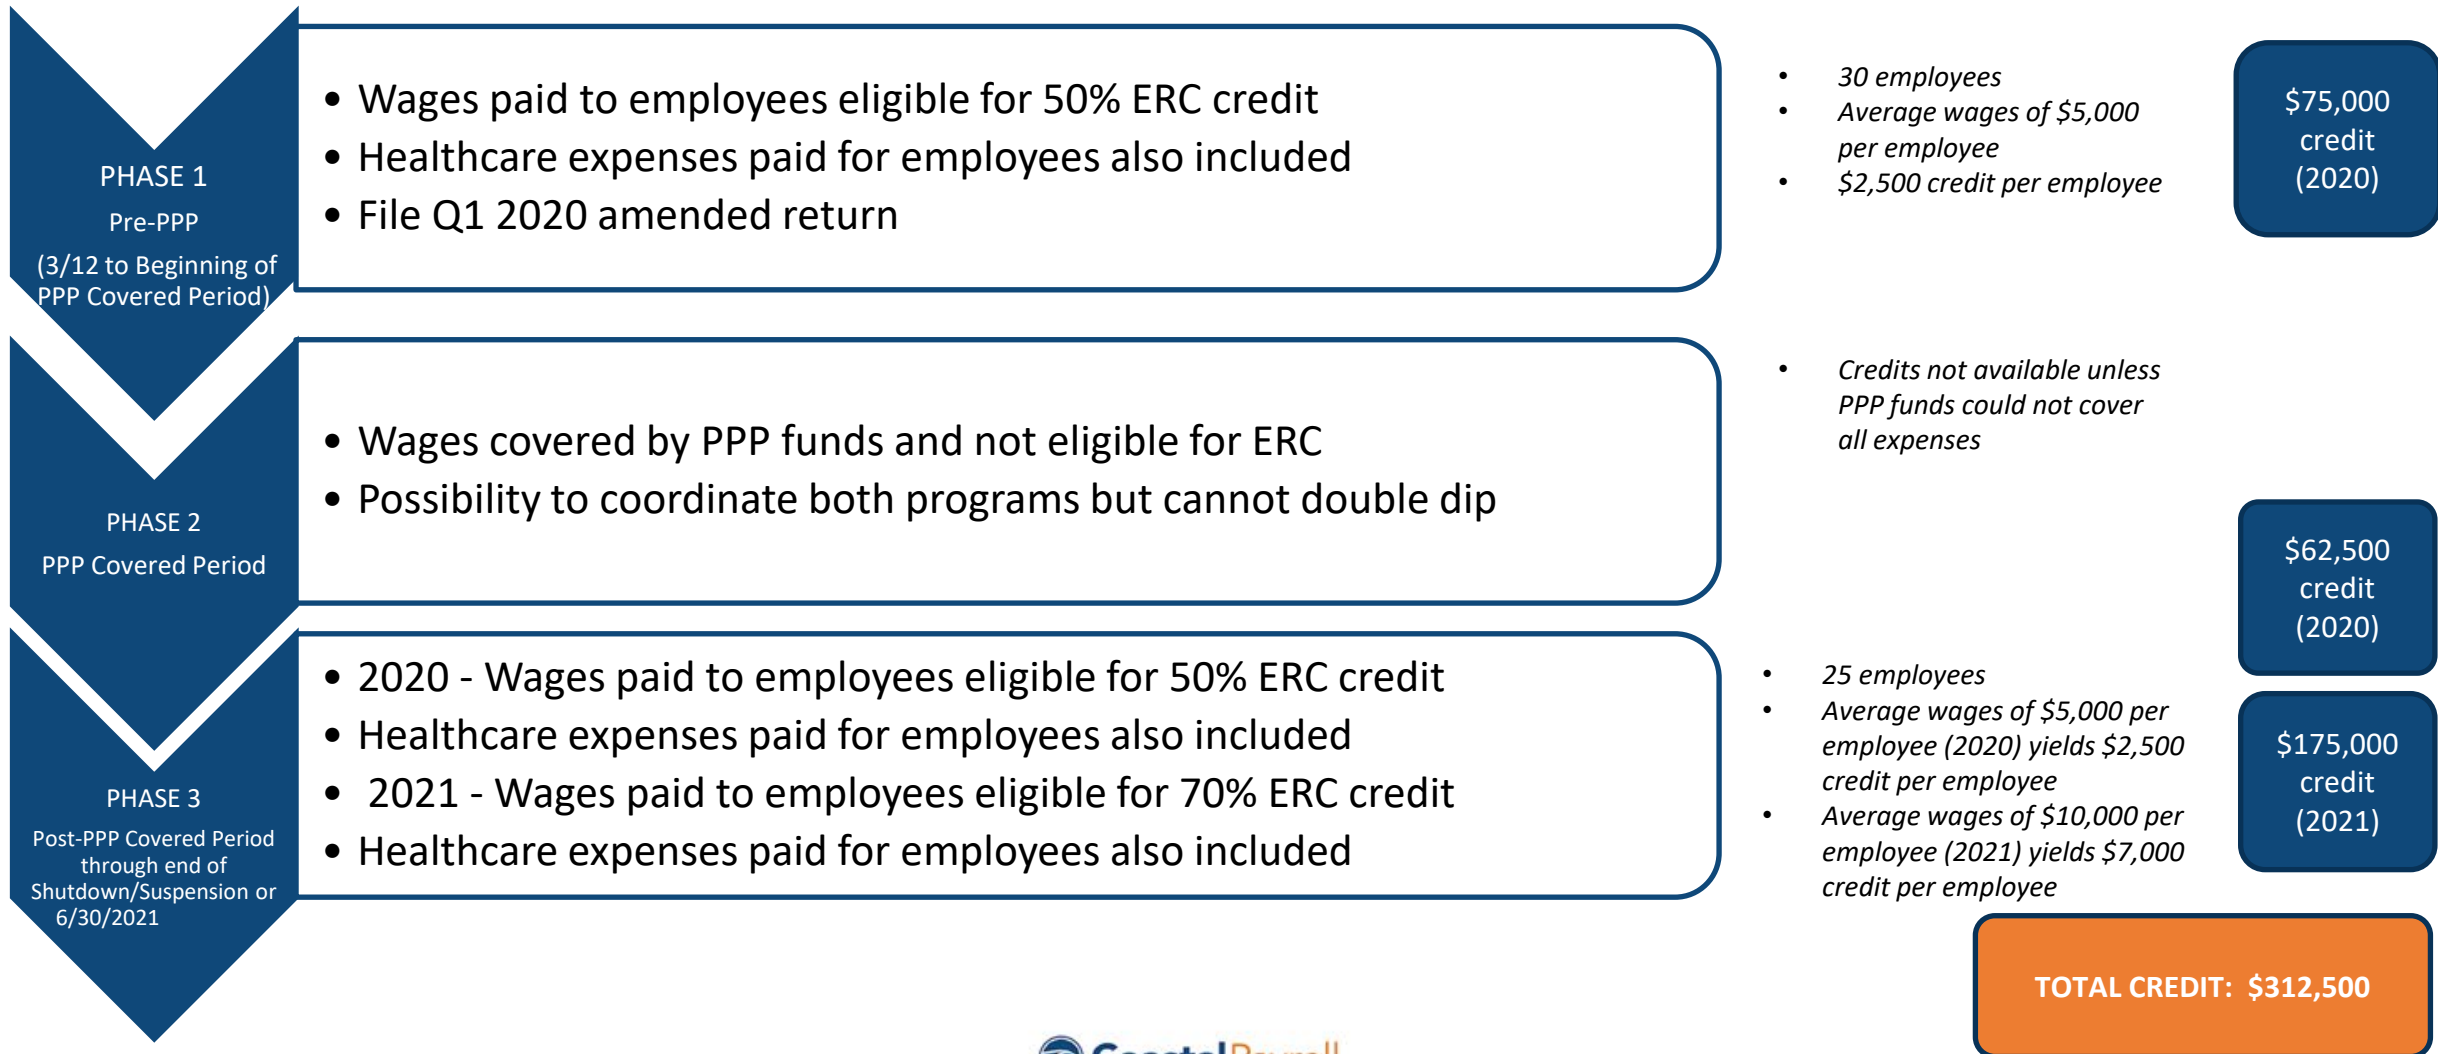 PHASE 1
Pre-PPP
(3/12 to Beginning of
PPP Covered Period)
• Wages paid to employees eligible for 50% ERC credit
• Healthcare expenses paid for employees also included
• File Q1 2020 amended return
• 30 employees
• Average wages of $5,000
per employee
• $2,500 credit per employee
$75,000
credit
(2020)
PHASE 2
PPP Covered Period
• Wages covered by PPP funds and not eligible for ERC
• Possibility to coordinate both programs but cannot double dip
• Credits not available unless
PPP funds could not cover
all expenses
$62,500
credit
(2020)
PHASE 3
Post-PPP Covered Period
through end of
Shutdown/Suspension or
6/30/2021
• 2020 - Wages paid to employees eligible for 50% ERC credit
• Healthcare expenses paid for employees also included
• 2021 - Wages paid to employees eligible for 70% ERC credit
• Healthcare expenses paid for employees also included
• 25 employees
• Average wages of $5,000 per
employee (2020) yields $2,500
credit per employee
• Average wages of $10,000 per
employee (2021) yields $7,000
credit per employee
$175,000
credit
(2021)
TOTAL CREDIT: $312,500
CoastalPayroll